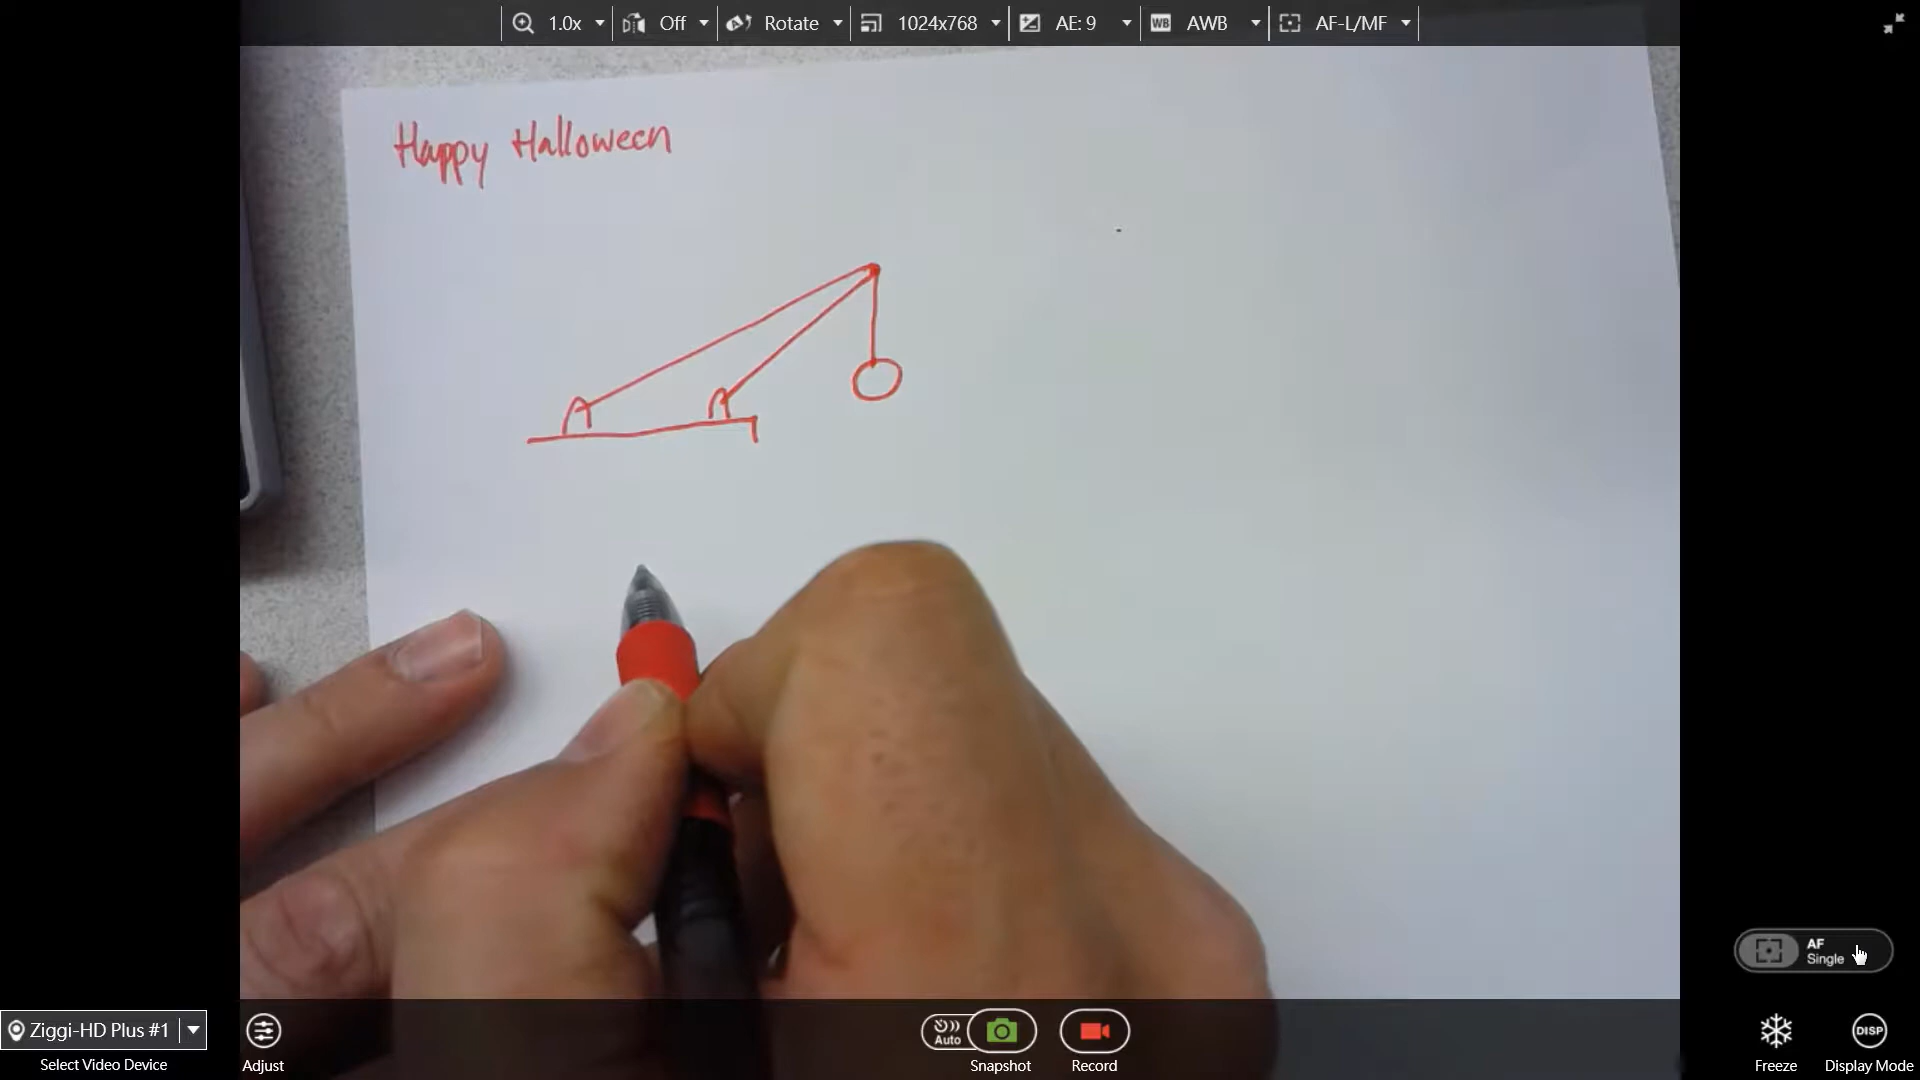 1.0x Off Rotate 1024x768 AE: 9 WB AWB AF-L/MF
Happy Halloween
AF
Single
Ziggi-HD Plus #1
Select Video Device
Adjust
Auto
Snapshot
Record
Freeze
DISP
Display Mode